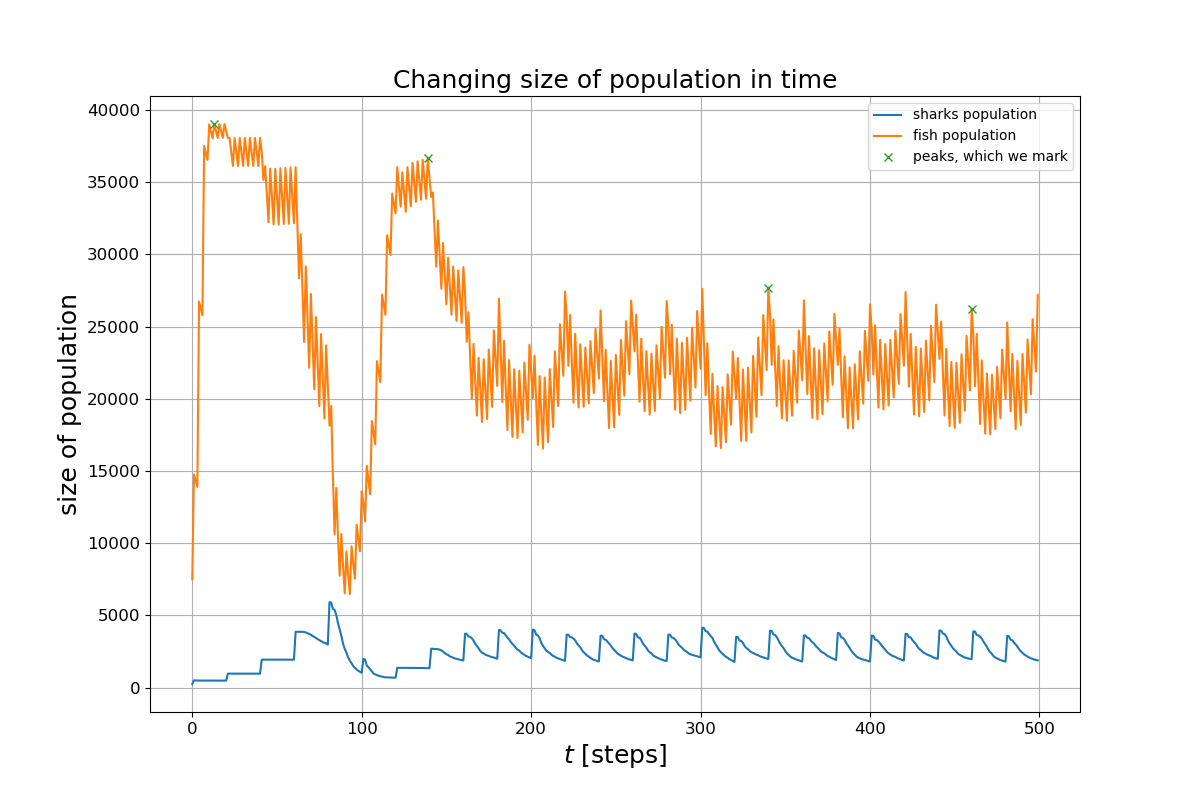 Changing size of population in time
sharks population
fish population
peaks, which we mark
size of population
40000
35000
30000
25000
20000
15000
10000
5000
0
0 100 200 300 400 500
t [steps]